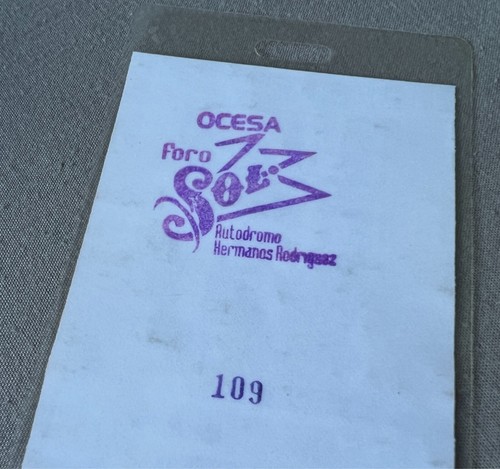 OCESA
foro
Sol
Autodromo
Hermanos Rodriguez
109